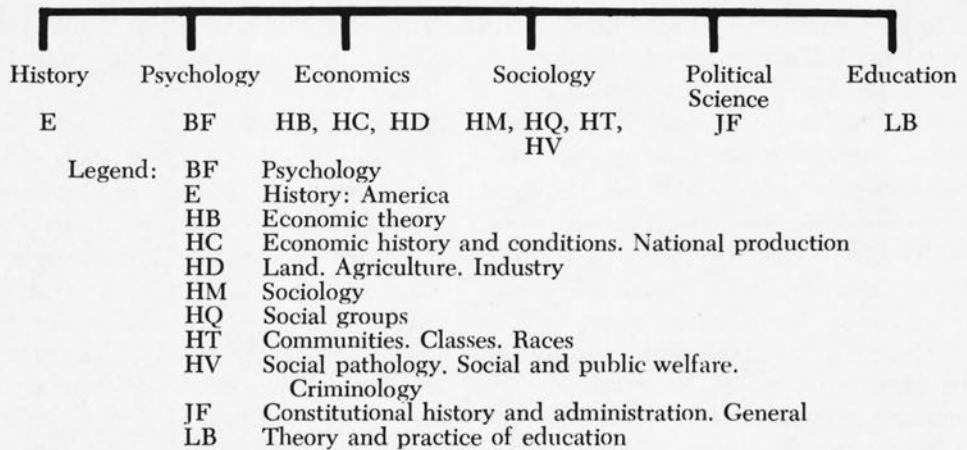 History Psychology Economics Sociology Political Science Education
E BF HB, HC, HD HM, HQ, HT, HV JF LB
Legend: BF Psychology
E History: America
HB Economic theory
HC Economic history and conditions. National production
HD Land. Agriculture. Industry
HM Sociology
HQ Social groups
HT Communities. Classes. Races
HV Social pathology. Social and public welfare.
Criminology
JF Constitutional history and administration. General
LB Theory and practice of education